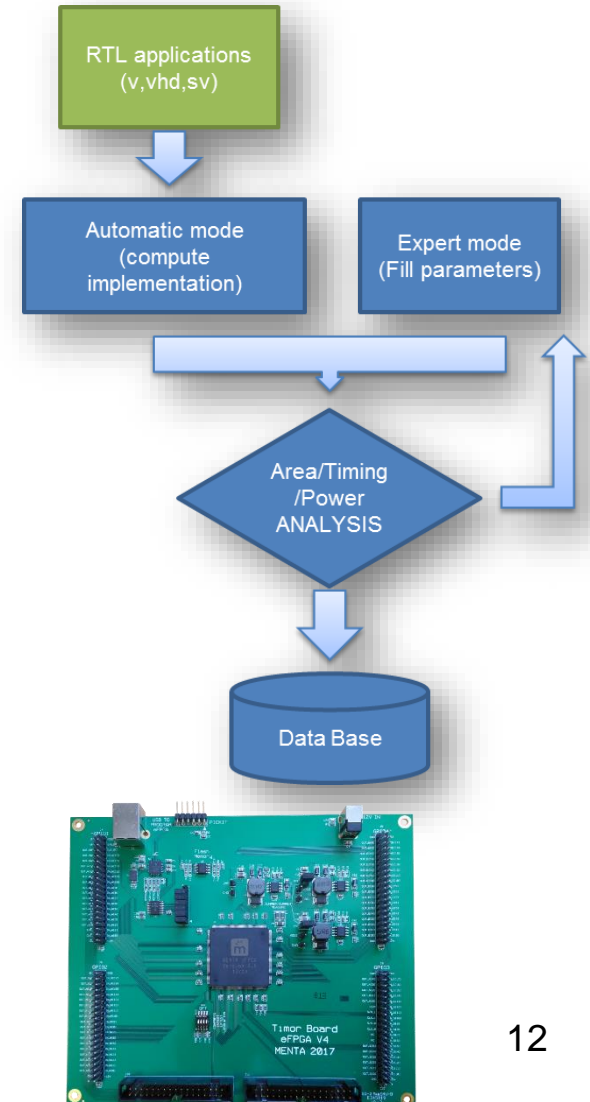 RTL applications
(v,vhd,sv)
Automatic mode
(compute
implementation)
Expert mode
(Fill parameters)
Area/Timing
/Power
ANALYSIS
Data Base
Timor Board
eFPGA V4
MENTA 2017
12